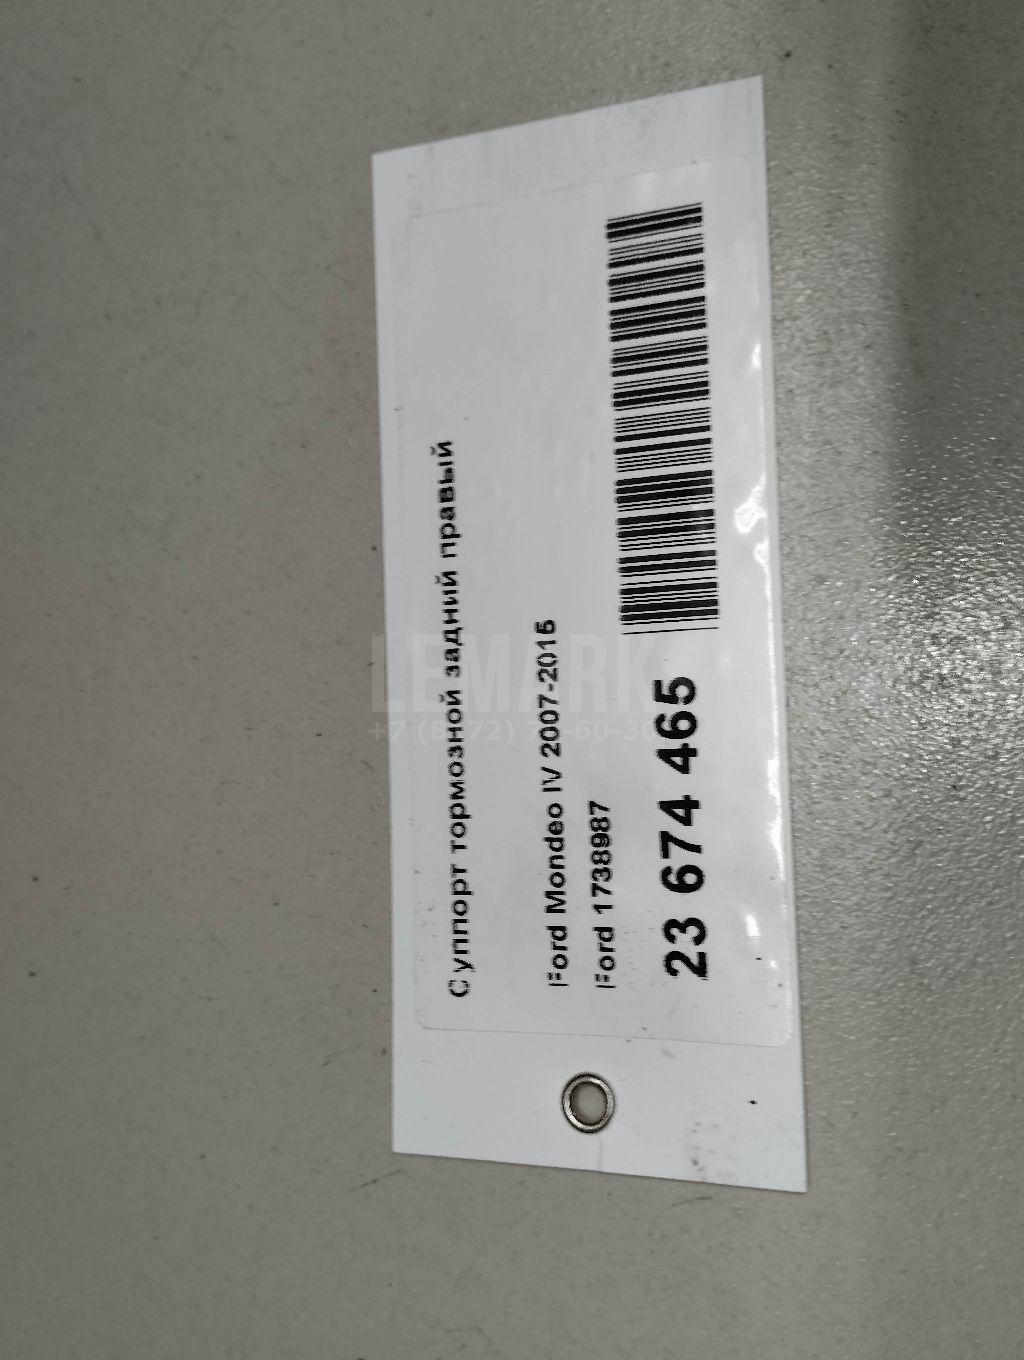 Суппорт тормозной задний правый
Ford Mondeo IV 2007-2015
Ford 1738987
23 674 465
LEMARK